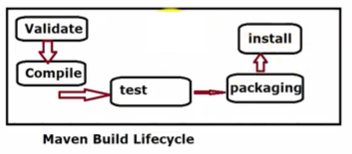 Validate
Compile
test
packaging
install
Maven Build Lifecycle